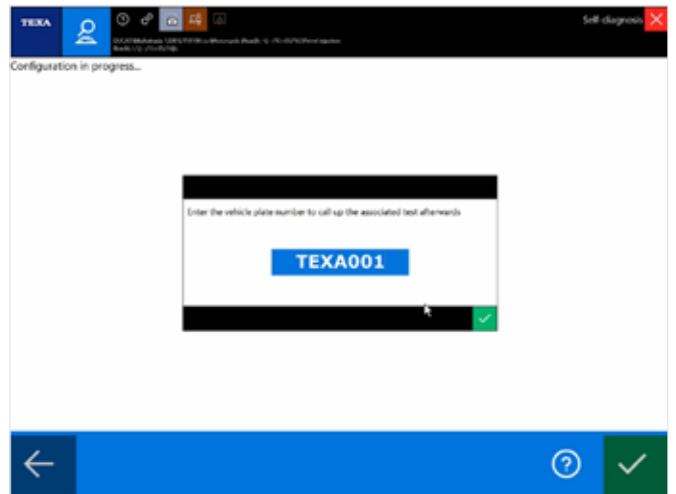 TEXA
Self-diagnosis
Configuration in progress...
Enter the vehicle plate number to call up the associated test afterwards
TEXA001